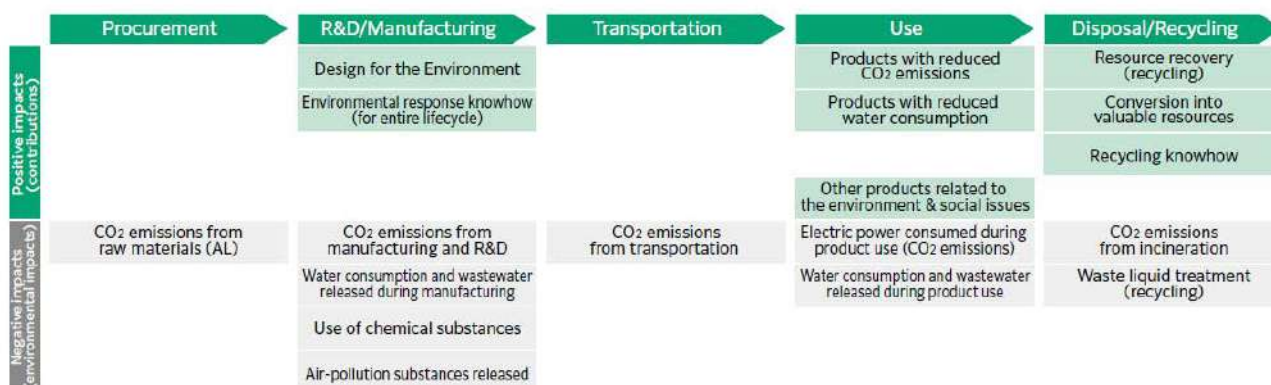 Procurement
R&D/Manufacturing
Transportation
Use
Disposal/Recycling
Positive impacts
(contributions)
Design for the Environment
Environmental response knowhow
(for entire lifecycle)
Products with reduced
CO2 emissions
Products with reduced
water consumption
Other products related to
the environment & social issues
Resource recovery
(recycling)
Conversion into
valuable resources
Recycling knowhow
Negative impacts
(environmental impacts)
CO2 emissions from
raw materials (AL)
CO2 emissions from
manufacturing and R&D
Water consumption and wastewater
released during manufacturing
Use of chemical substances
Air-pollution substances released
CO2 emissions
from transportation
Electric power consumed during
product use (CO2 emissions)
Water consumption and wastewater
released during product use
CO2 emissions
from incineration
Waste liquid treatment
(recycling)